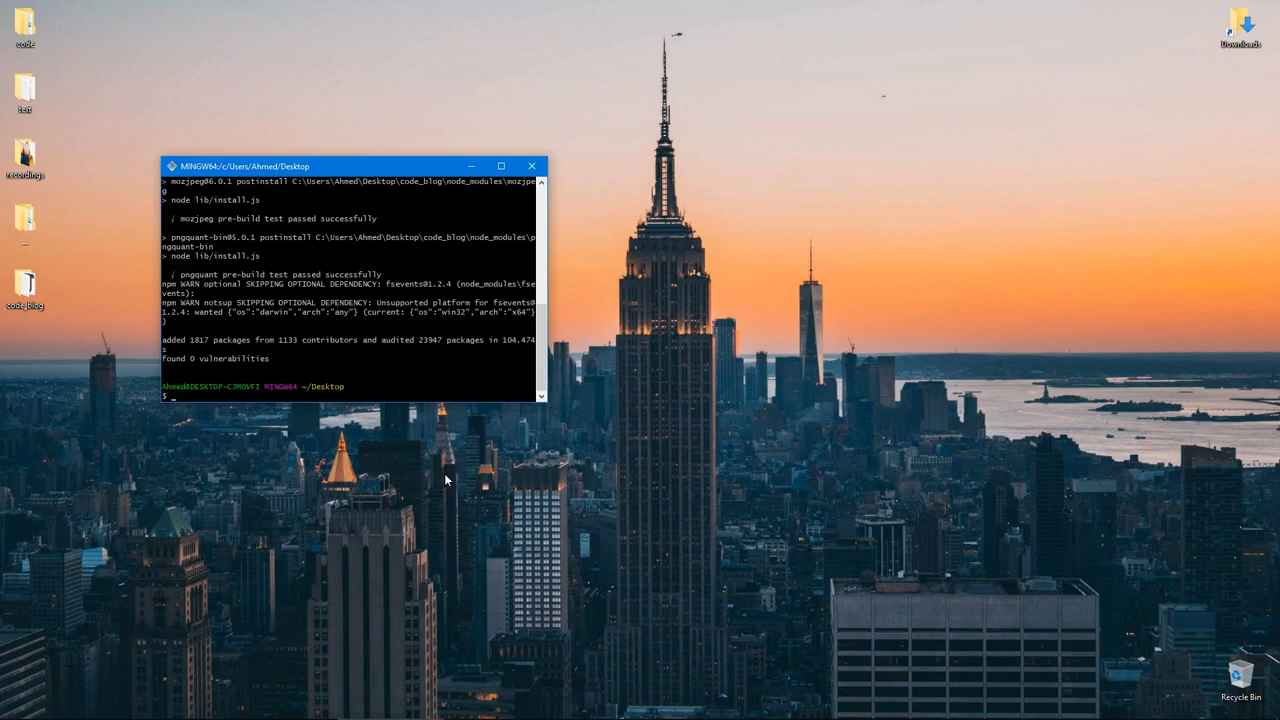 code
Downloads
text
recordings
...
code_blog
MINGW64:/c/Users/Ahmed/Desktop
> mozjpeg@6.0.1 postinstall C:\Users\Ahmed\Desktop\code_blog\node_modules\mozjpe
g
> node lib/install.js
√ mozjpeg pre-build test passed successfully
> pngquant-bin@5.0.1 postinstall C:\Users\Ahmed\Desktop\code_blog\node_modules\p
ngquant-bin
> node lib/install.js
√ pngquant pre-build test passed successfully
npm WARN optional SKIPPING OPTIONAL DEPENDENCY: fsevents@1.2.4 (node_modules\fse
vents):
npm WARN notsup SKIPPING OPTIONAL DEPENDENCY: Unsupported platform for fsevents@
1.2.4: wanted {"os":"darwin","arch":"any"} (current: {"os":"win32","arch":"x64"}
)
added 1817 packages from 1133 contributors and audited 23947 packages in 104.474
s
found 0 vulnerabilities
Ahmed@DESKTOP-CJMOVFI MINGW64 ~/Desktop
$ _
Recycle Bin